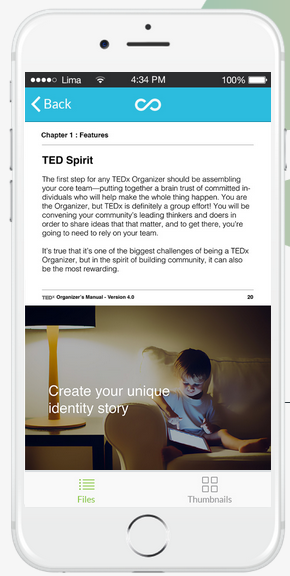 Lima
4:34 PM
100%
Back
Chapter 1 : Features
TED Spirit
The first step for any TEDx Organizer should be assembling
your core team—putting together a brain trust of committed in-
dividuals who will help make the whole thing happen. You are
the Organizer, but TEDx is definitely a group effort! You will be
convening your community's leading thinkers and doers in
order to share ideas that that matter, and to get there, you're
going to need to rely on your team.
It's true that it's one of the biggest challenges of being a TEDx
Organizer, but in the spirit of building community, it can also
be the most rewarding.
TEDx Organizer's Manual - Version 4.0
20
Create your unique
identity story
Files
Thumbnails